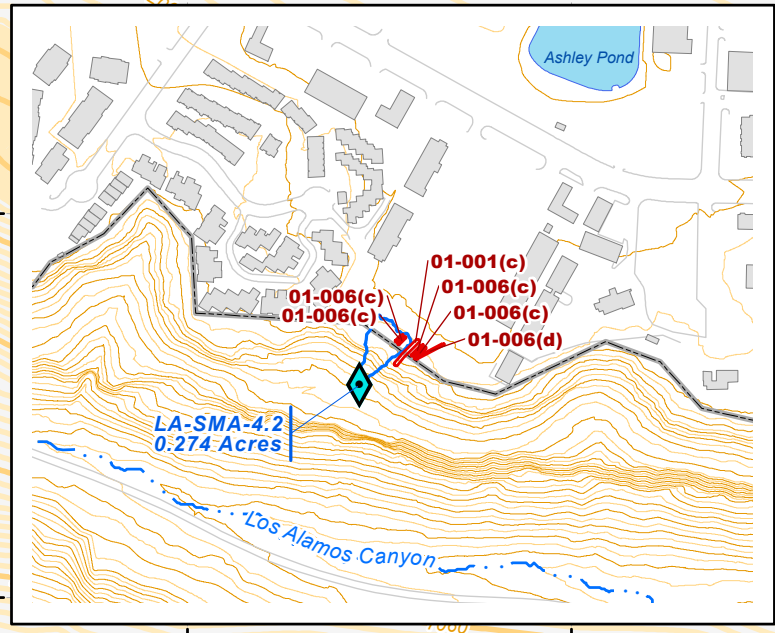 Ashley Pond
01-001(c)
01-006(c)
01-006(c)
01-006(c)
01-006(c)
01-006(d)
LA-SMA-4.2
0.274 Acres
Los Alamos Canyon